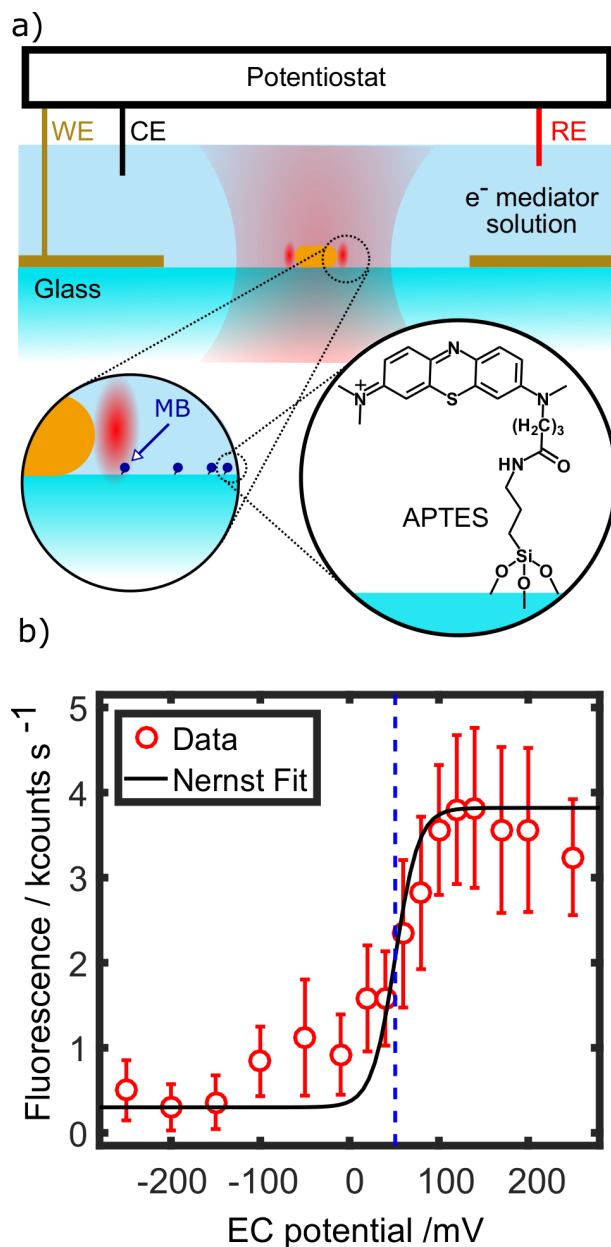 a)
Potentiostat
WE
CE
RE
e⁻ mediator
solution
Glass
MB
N
N
+
S
N
(H₂C)₃
HN
O
APTES
Si
O
O
O
b)
Data
Nernst Fit
Fluorescence / kcounts s ⁻¹
5
4
3
2
1
0
-200
-100
0
100
200
EC potential /mV